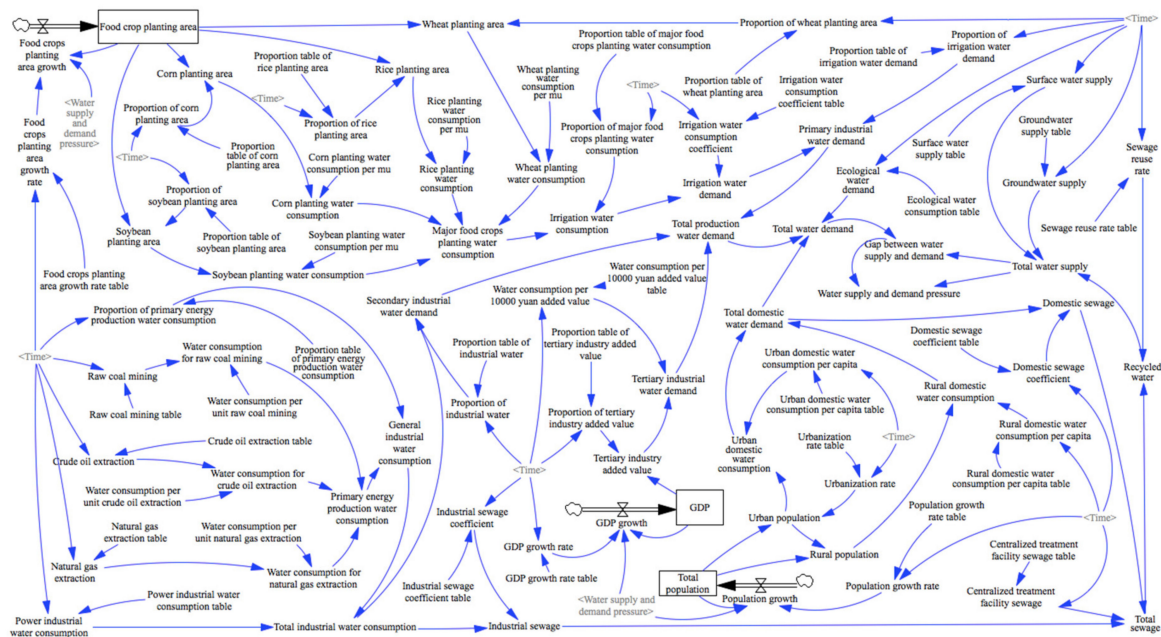 Food crop planting area
Wheat planting area
Proportion of wheat planting area
<Time>
Food crops
planting
area growth
Proportion table of major food
crops planting water consumption
Proportion of
irrigation water
demand
Proportion table of
irrigation water demand
Corn planting area
Proportion table of
rice planting area
Rice planting area
Wheat planting
water
consumption
per mu
Proportion table of
wheat planting area
Irrigation water
consumption
coefficient table
Surface water supply
<Water
supply and
demand
pressure>
<Time>
Proportion of corn
planting area
Proportion of rice
planting area
Rice planting
water
consumption
per mu
<Time>
Proportion of major food
crops planting water
consumption
Irrigation water
consumption
coefficient
Primary industrial
water demand
Groundwater
supply table
Surface water
supply table
Sewage
reuse
rate
Food
crops
planting
area
growth
rate
<Time>
Proportion
table of corn
planting area
Corn planting water
consumption per mu
Rice planting
water
consumption
Wheat planting
water consumption
Irrigation water
demand
Ecological
water
demand
Groundwater supply
Proportion of
soybean planting area
Corn planting water
consumption
Ecological water
consumption table
Soybean
planting area
Proportion table of
soybean planting area
Soybean planting water
consumption per mu
Major food crops
planting water
consumption
Irrigation water
consumption
Total production
water demand
Total water demand
Gap between water
supply and demand
Sewage reuse rate table
Food crops planting
area growth rate table
Soybean planting water consumption
Water consumption per
10000 yuan added value
table
Total water supply
Water supply and demand pressure
Proportion of primary energy
production water consumption
Secondary industrial
water demand
Water consumption per
10000 yuan added value
Total domestic
water demand
Domestic sewage
<Time>
Water consumption
for raw coal mining
Proportion table
of primary energy
production water
consumption
Proportion table of
industrial water
Proportion table of
tertiary industry added
value
Urban domestic water
consumption per capita
Domestic sewage
coefficient table
Domestic sewage
coefficient
Recycled
water
Raw coal mining
Raw coal mining table
Water consumption per
unit raw coal mining
Proportion of
industrial water
Tertiary industrial
water demand
Urban domestic water
consumption per capita table
Rural domestic
water consumption
General
industrial
water
consumption
Proportion of tertiary
industry added value
Urban
domestic
water
consumption
Urbanization
rate table
<Time>
Rural domestic water
consumption per capita
Crude oil extraction table
Crude oil extraction
Water consumption for
crude oil extraction
<Time>
Tertiary industry
added value
Urbanization rate
Rural domestic water
consumption per capita table
Water consumption per
unit crude oil extraction
Primary energy
production water
consumption
Industrial sewage
coefficient
GDP growth
GDP
Urban population
Population growth
rate table
<Time>
Natural gas
extraction table
Water consumption per
unit natural gas extraction
GDP growth rate
Rural population
Centralized treatment
facility sewage table
Natural gas
extraction
Water consumption for
natural gas extraction
Industrial sewage
coefficient table
GDP growth rate table
Total
population
Population growth rate
Centralized treatment
facility sewage
Power industrial water
consumption table
<Water supply and
demand pressure>
Population growth
Power industrial
water consumption
Total industrial water consumption
Industrial sewage
Total
sewage